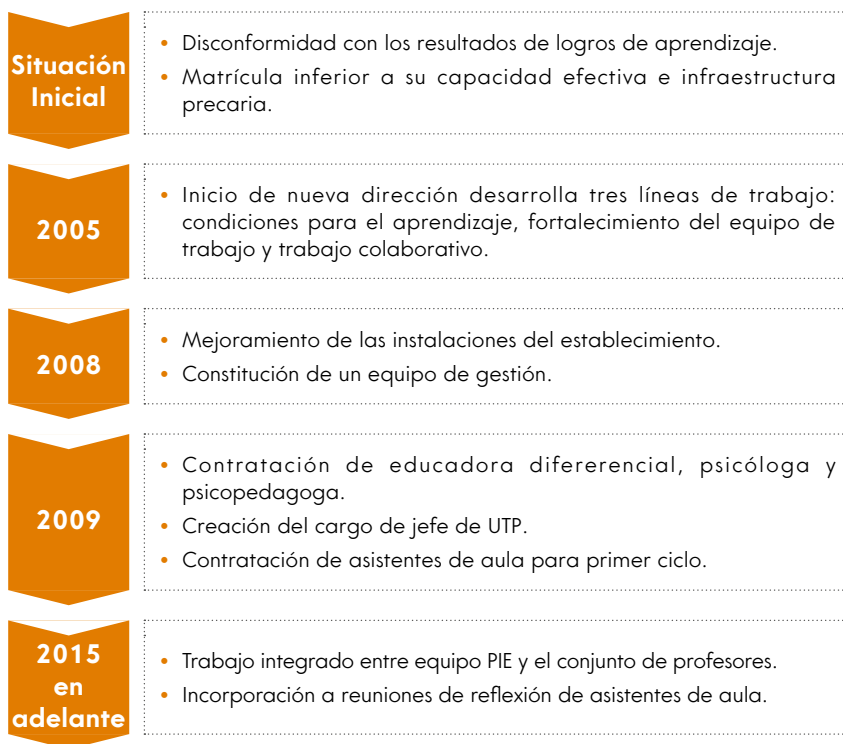 Situación
Inicial
• Disconformidad con los resultados de logros de aprendizaje.
• Matrícula inferior a su capacidad efectiva e infraestructura
precaria.
2005
• Inicio de nueva dirección desarrolla tres líneas de trabajo:
condiciones para el aprendizaje, fortalecimiento del equipo de
trabajo y trabajo colaborativo.
2008
• Mejoramiento de las instalaciones del establecimiento.
• Constitución de un equipo de gestión.
2009
• Contratación de educadora difererencial, psicóloga y
psicopedagoga.
• Creación del cargo de jefe de UTP.
• Contratación de asistentes de aula para primer ciclo.
2015
en
adelante
• Trabajo integrado entre equipo PIE y el conjunto de profesores.
• Incorporación a reuniones de reflexión de asistentes de aula.